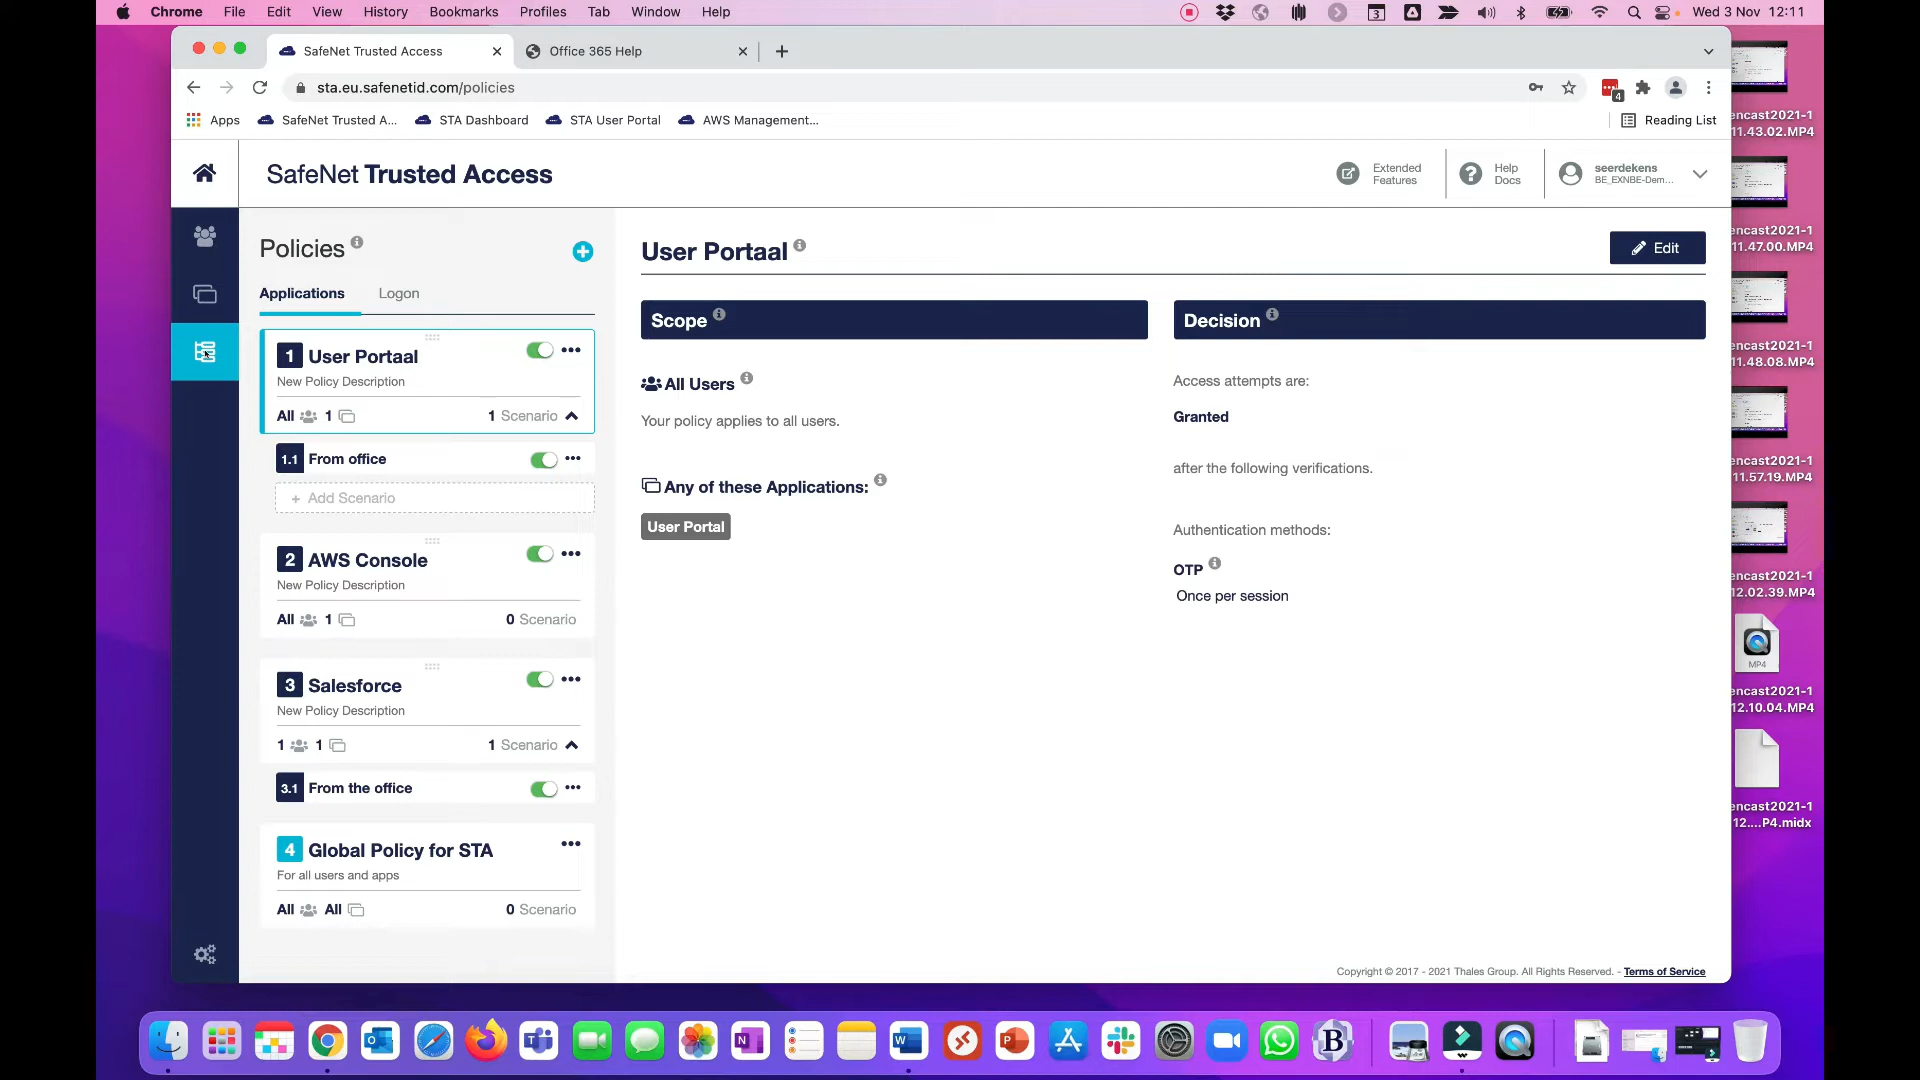 Chrome File Edit View History Bookmarks Profiles Tab Window Help
3
Wed 3 Nov 12:11
SafeNet Trusted Access
Office 365 Help
sta.eu.safenetid.com/policies
4
Apps SafeNet Trusted A... STA Dashboard STA User Portal AWS Management...
Reading List
SafeNet Trusted Access
Extended Features
Help Docs
seerdekens
BE_EXNBE-Dem...
Policies
Applications Logon
1 User Portaal
New Policy Description
All 1 1 Scenario
1.1 From office
+ Add Scenario
2 AWS Console
New Policy Description
All 1 0 Scenario
3 Salesforce
New Policy Description
1 1 1 Scenario
3.1 From the office
4 Global Policy for STA
For all users and apps
All All 0 Scenario
User Portaal
Edit
Scope
All Users
Your policy applies to all users.
Any of these Applications:
User Portal
Decision
Access attempts are:
Granted
after the following verifications.
Authentication methods:
OTP
Once per session
Copyright © 2017 - 2021 Thales Group. All Rights Reserved. - Terms of Service
encast2021-1
11.43.02.MP4
encast2021-1
11.47.00.MP4
encast2021-1
11.48.08.MP4
encast2021-1
11.57.19.MP4
encast2021-1
12.02.39.MP4
MP4
encast2021-1
12.10.04.MP4
encast2021-1
12....P4.midx